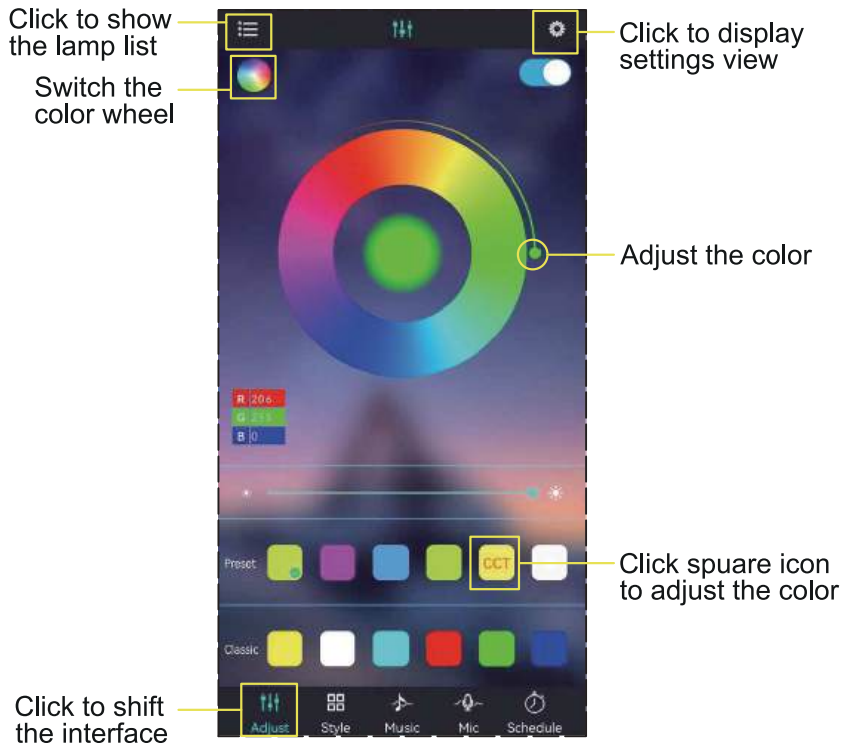 Click to show
the lamp list
Switch the
color wheel
Click to display
settings view
Adjust the color
R 206
G 255
B 0
Preset
CCT
Click spuare icon
to adjust the color
Classic
Click to shift
the interface
Adjust
Style
Music
Mic
Schedule